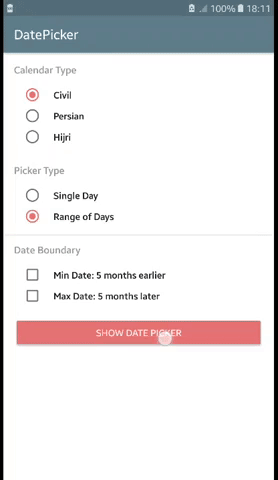 100% 18:11
DatePicker
Calendar Type
Civil
Persian
Hijri
Picker Type
Single Day
Range of Days
Date Boundary
Min Date: 5 months earlier
Max Date: 5 months later
SHOW DATE PICKER